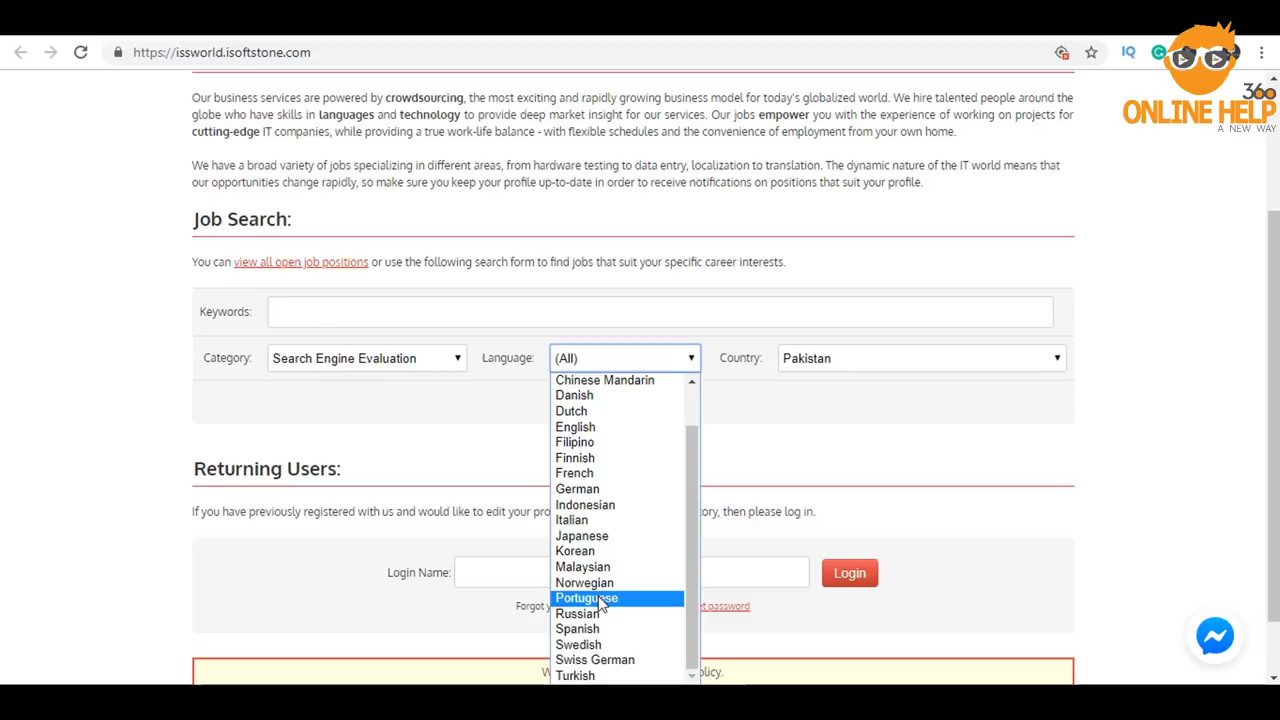 https://issworld.isoftstone.com
IQ
360
ONLINE HELP
A NEW WAY
Our business services are powered by crowdsourcing, the most exciting and rapidly growing business model for today's globalized world. We hire talented people around the
globe who have skills in languages and technology to provide deep market insight for our services. Our jobs empower you with the experience of working on projects for
cutting-edge IT companies, while providing a true work-life balance - with flexible schedules and the convenience of employment from your own home.
We have a broad variety of jobs specializing in different areas, from hardware testing to data entry, localization to translation. The dynamic nature of the IT world means that
our opportunities change rapidly, so make sure you keep your profile up-to-date in order to receive notifications on positions that suit your profile.
Job Search:
You can view all open job positions or use the following search form to find jobs that suit your specific career interests.
Keywords:
Category: Search Engine Evaluation Language: (All) Country: Pakistan
Chinese Mandarin
Danish
Dutch
English
Filipino
Finnish
French
German
Indonesian
Italian
Japanese
Korean
Malaysian
Norwegian
Portuguese
Russian
Spanish
Swedish
Swiss German
Turkish
Returning Users:
If you have previously registered with us and would like to edit your
then please log in.
Login Name:
Login
Forgot
password